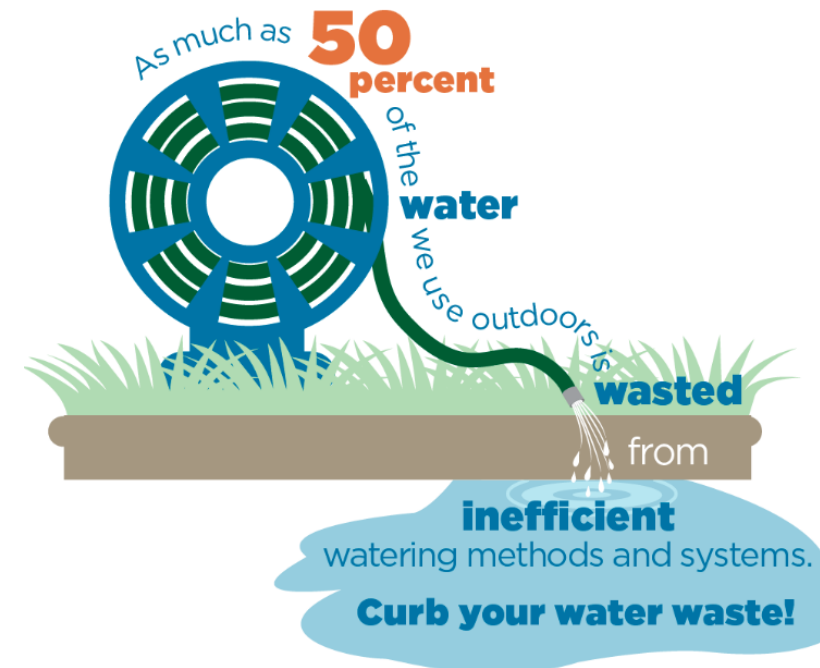 As much as 50
percent
of the
water
we use outdoors is
wasted
from
inefficient
watering methods and systems.
Curb your water waste!